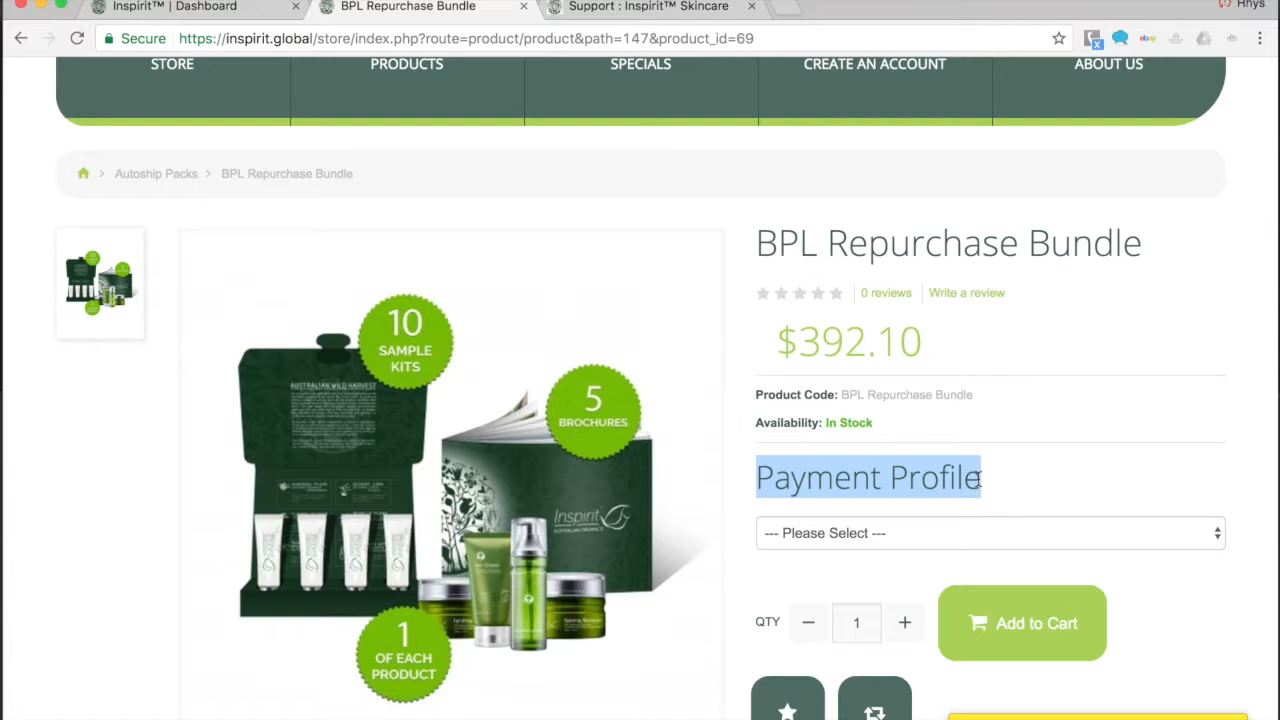 Inspirit™ | Dashboard
BPL Repurchase Bundle
Support : Inspirit™ Skincare
Rhys
Secure
https://inspirit.global/store/index.php?route=product/product&path=147&product_id=69
ebay
STORE
PRODUCTS
SPECIALS
CREATE AN ACCOUNT
ABOUT US
Autoship Packs
BPL Repurchase Bundle
BPL Repurchase Bundle
0 reviews
Write a review
$392.10
Product Code: BPL Repurchase Bundle
Availability: In Stock
Payment Profile
--- Please Select ---
QTY
1
Add to Cart
10
SAMPLE
KITS
AUSTRALIAN WILD HARVEST
5
BROCHURES
Inspirit
1
OF EACH
PRODUCT